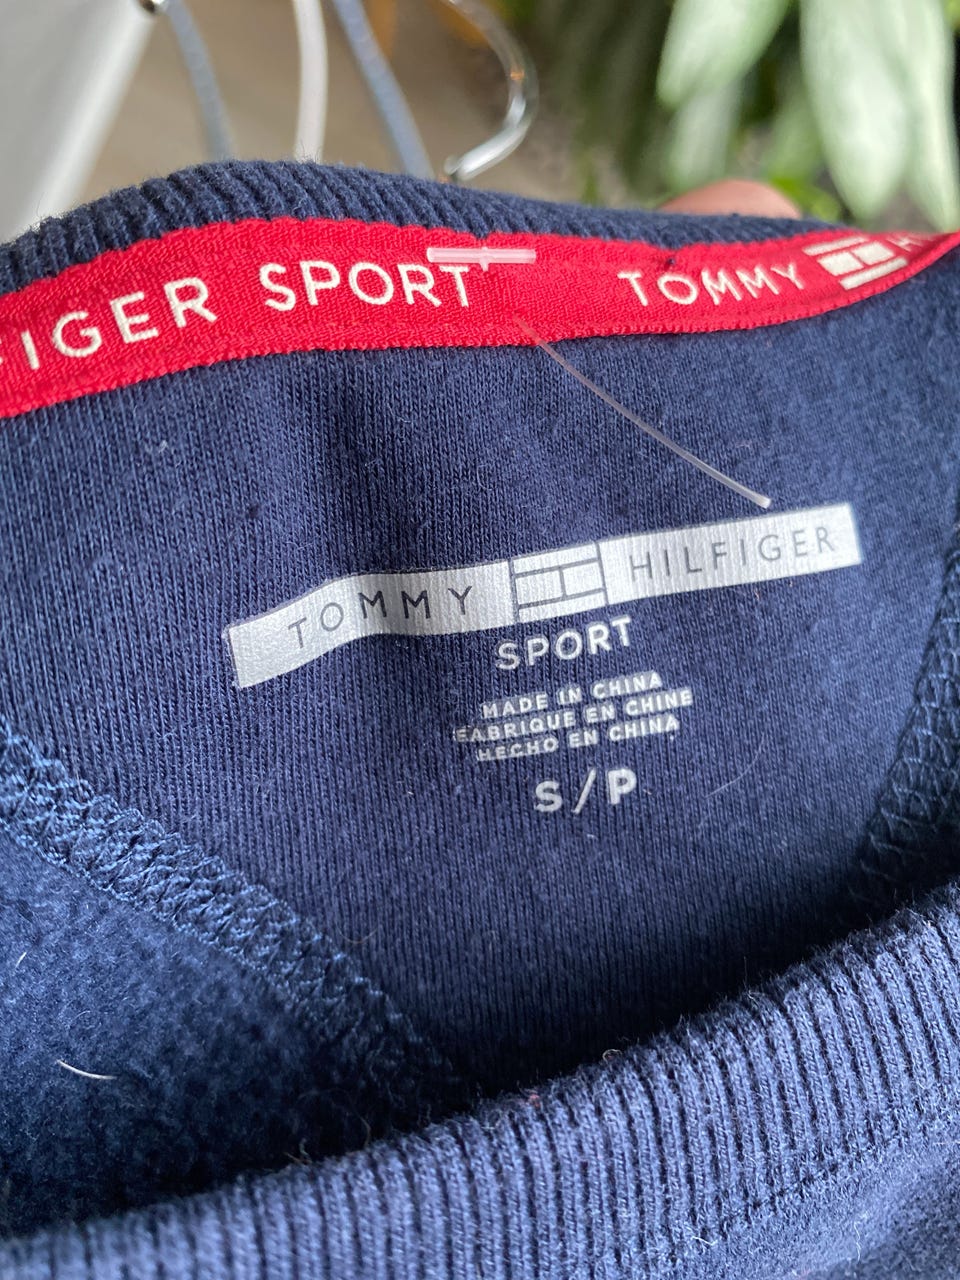 FIGER SPORT TOMMY H
TOMMY HILFIGER
SPORT
MADE IN CHINA
FABRIQUE EN CHINE
HECHO EN CHINA
S/P